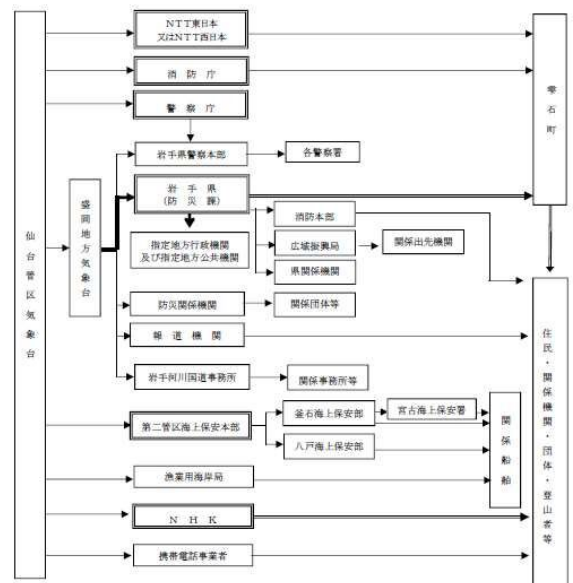 NTT東日本
又はNTT西日本
消防庁
警察庁
岩手県警察本部
各警察署
岩手県
(防災課)
消防本部
指定地方行政機関
及び指定地方公共機関
広域振興局
関係出先機関
県関係機関
防災関係機関
関係団体等
報道機関
岩手河川国道事務所
関係事務所等
第二管区海上保安本部
釜石海上保安部
宮古海上保安署
八戸海上保安部
漁業用海岸局
NHK
携帯電話事業者
仙台管区気象台
盛岡地方気象台
関係船舶
雫石町
住民・関係機関・団体・登山者等